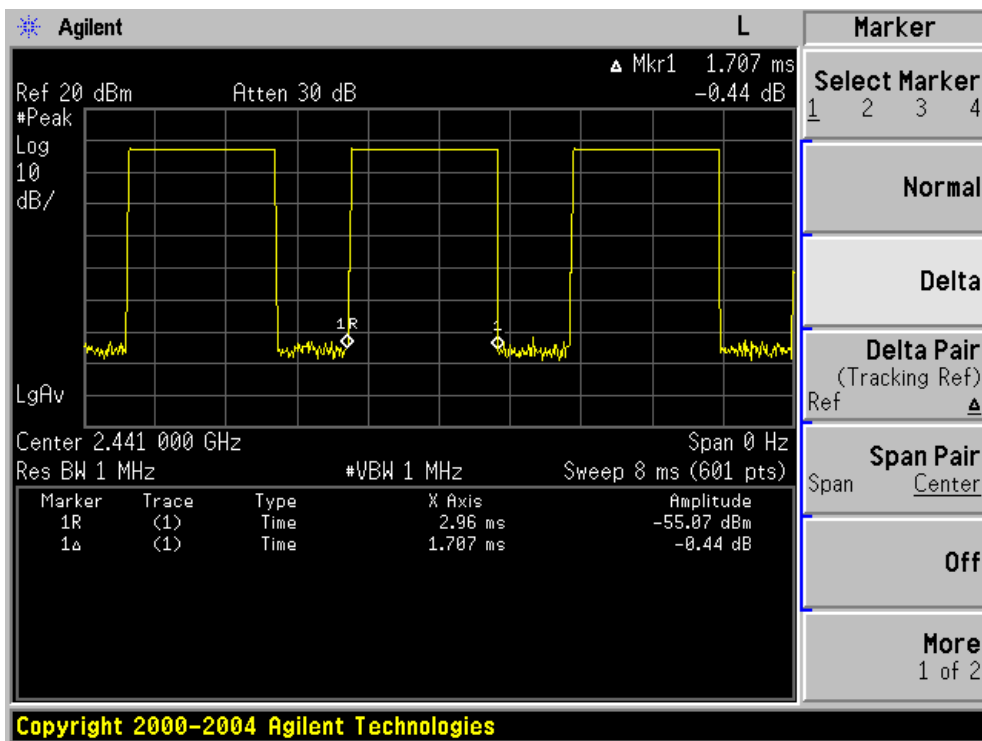 Agilent L
Marker
Δ Mkr1 1.707 ms
Ref 20 dBm Atten 30 dB -0.44 dB
#Peak
Log
10
dB/
1R
1
LgAv
Center 2.441 000 GHz Span 0 Hz
Res BW 1 MHz #VBW 1 MHz Sweep 8 ms (601 pts)
Marker Trace Type X Axis Amplitude
1R (1) Time 2.96 ms -55.07 dBm
1Δ (1) Time 1.707 ms -0.44 dB
Select Marker
1 2 3 4
Normal
Delta
Delta Pair
(Tracking Ref)
Ref Δ
Span Pair
Span Center
Off
More
1 of 2
Copyright 2000-2004 Agilent Technologies